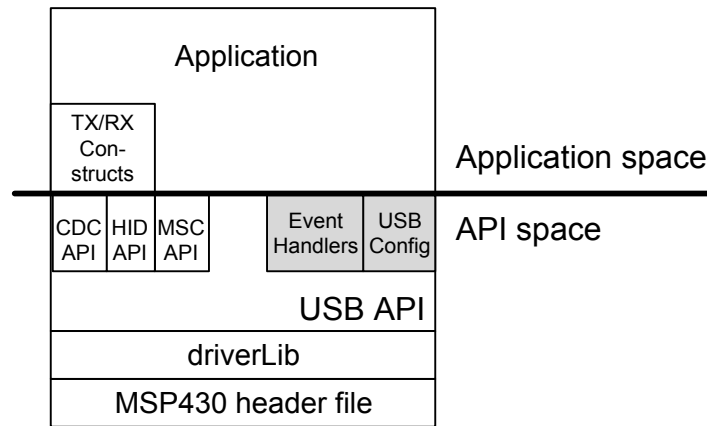 Application
TX/RX
Con-
structs
Application space
CDC
API
HID
API
MSC
API
Event
Handlers
USB
Config
API space
USB API
driverLib
MSP430 header file